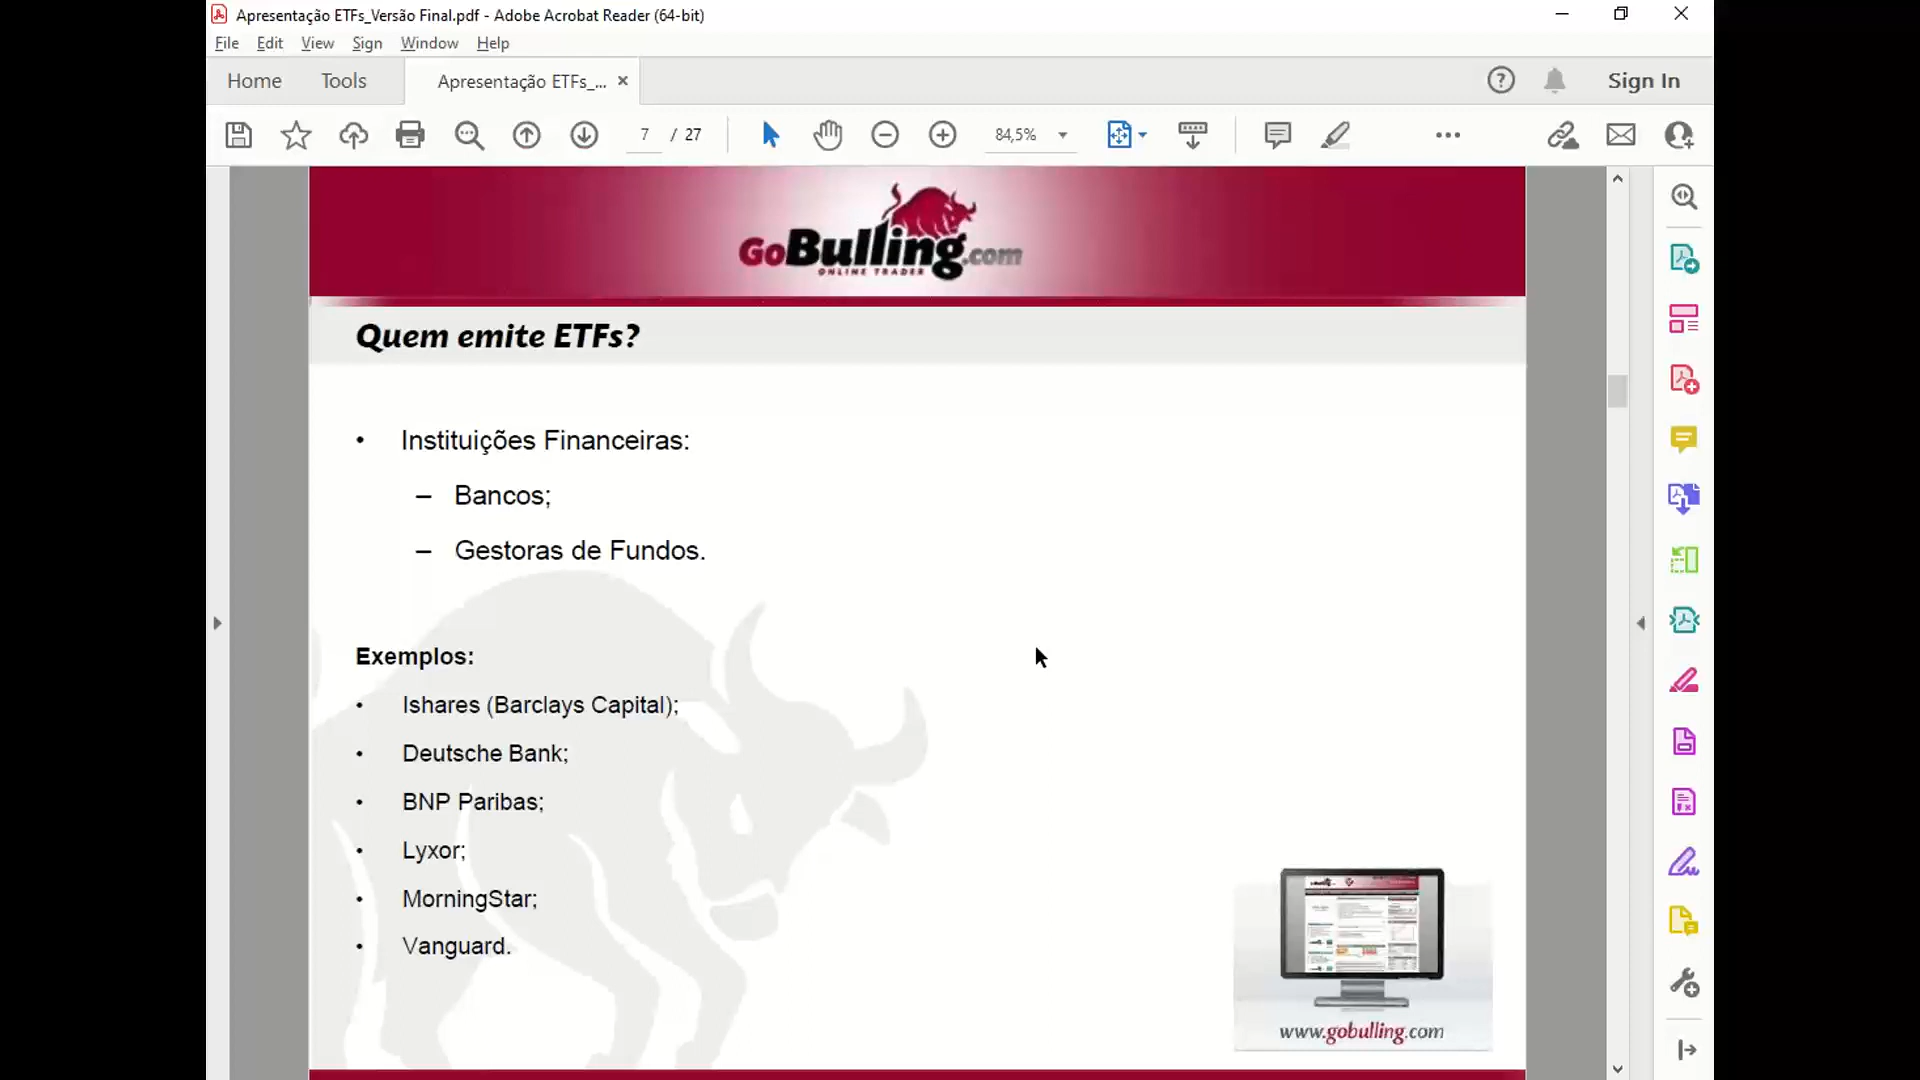 Apresentação ETFs_Versão Final.pdf - Adobe Acrobat Reader (64-bit)
File Edit View Sign Window Help
Home Tools Apresentação ETFs_... Sign In
7 / 27 84,5%
GoBulling.com
ONLINE TRADER
Quem emite ETFs?
• Instituições Financeiras:
– Bancos;
– Gestoras de Fundos.
Exemplos:
• Ishares (Barclays Capital);
• Deutsche Bank;
• BNP Paribas;
• Lyxor;
• MorningStar;
• Vanguard.
www.gobulling.com